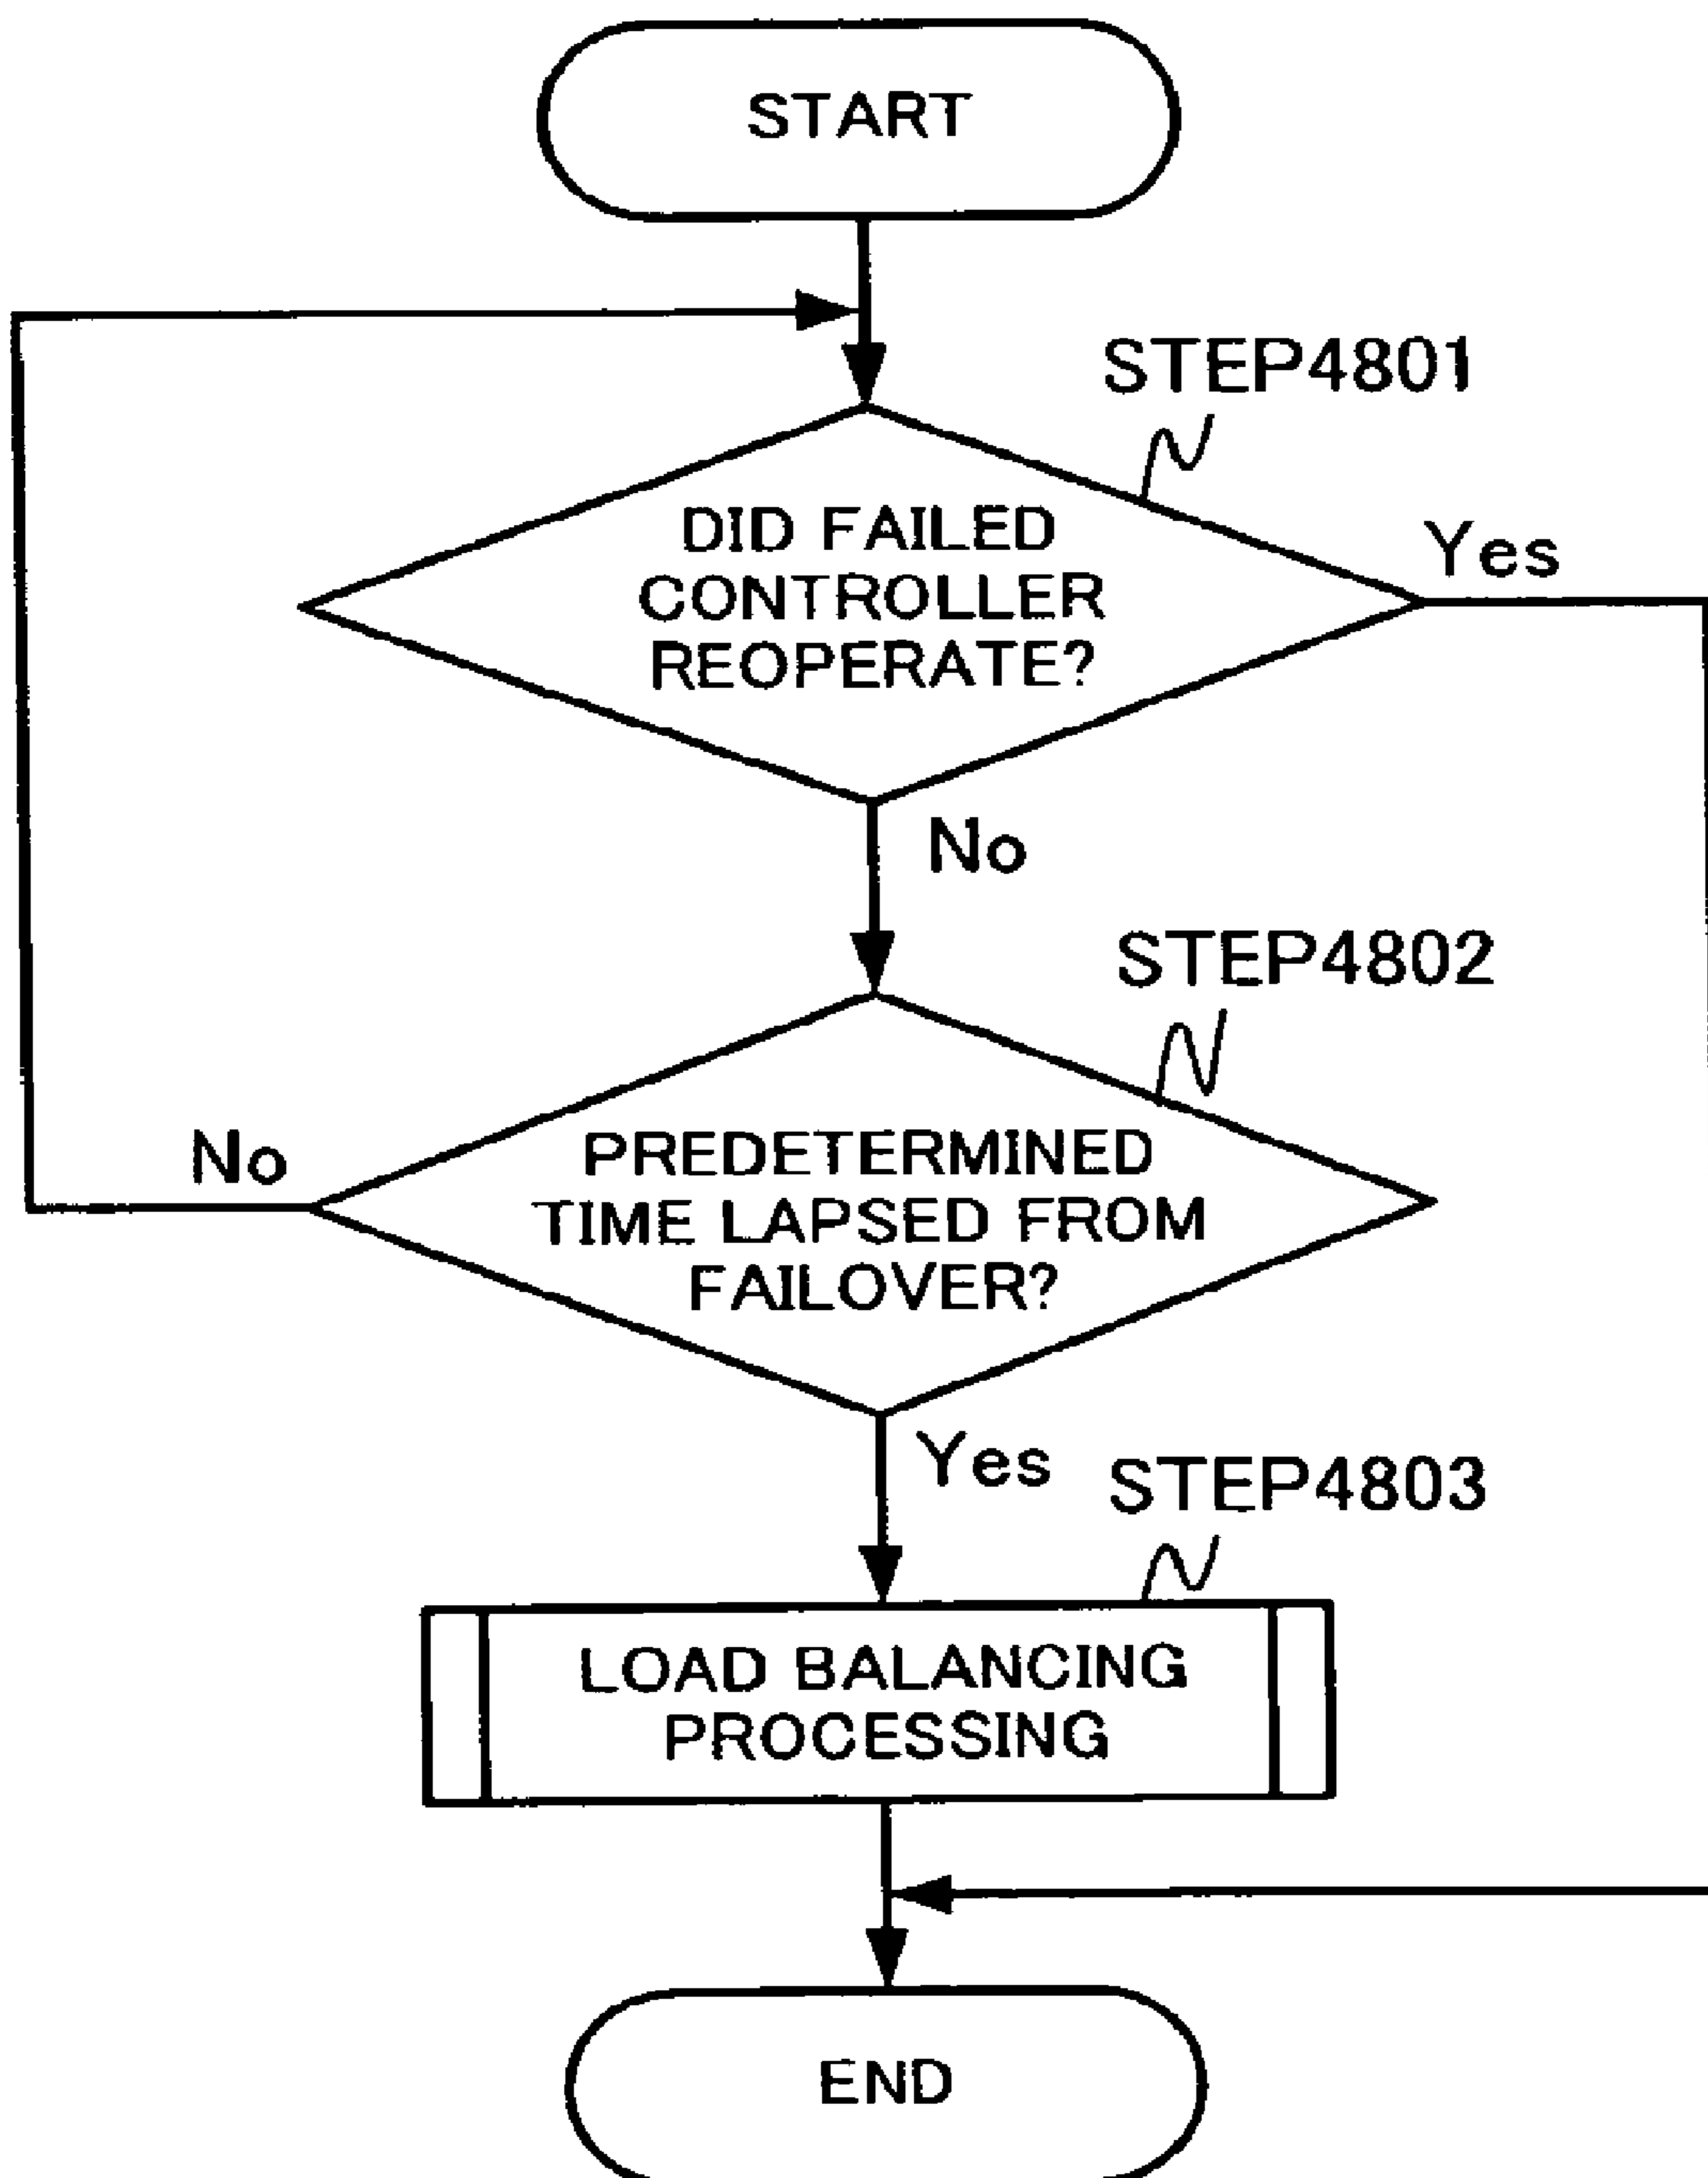 START
STEP4801
DID FAILED
CONTROLLER
REOPERATE?
Yes
No
STEP4802
No
PREDETERMINED
TIME LAPSED FROM
FAILOVER?
Yes
STEP4803
LOAD BALANCING
PROCESSING
END